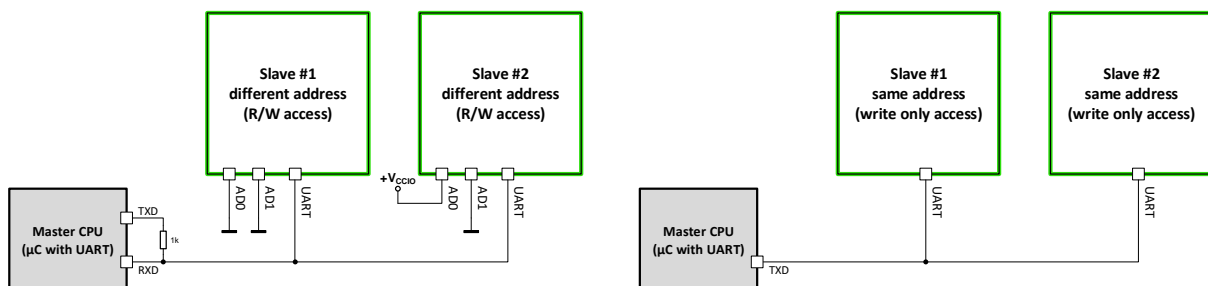 Slave #1
different address
(R/W access)
Slave #2
different address
(R/W access)
Slave #1
same address
(write only access)
Slave #2
same address
(write only access)
+VCCIO
AD0
AD1
UART
AD0
AD1
UART
UART
UART
Master CPU
(µC with UART)
TXD
1k
RXD
Master CPU
(µC with UART)
TXD